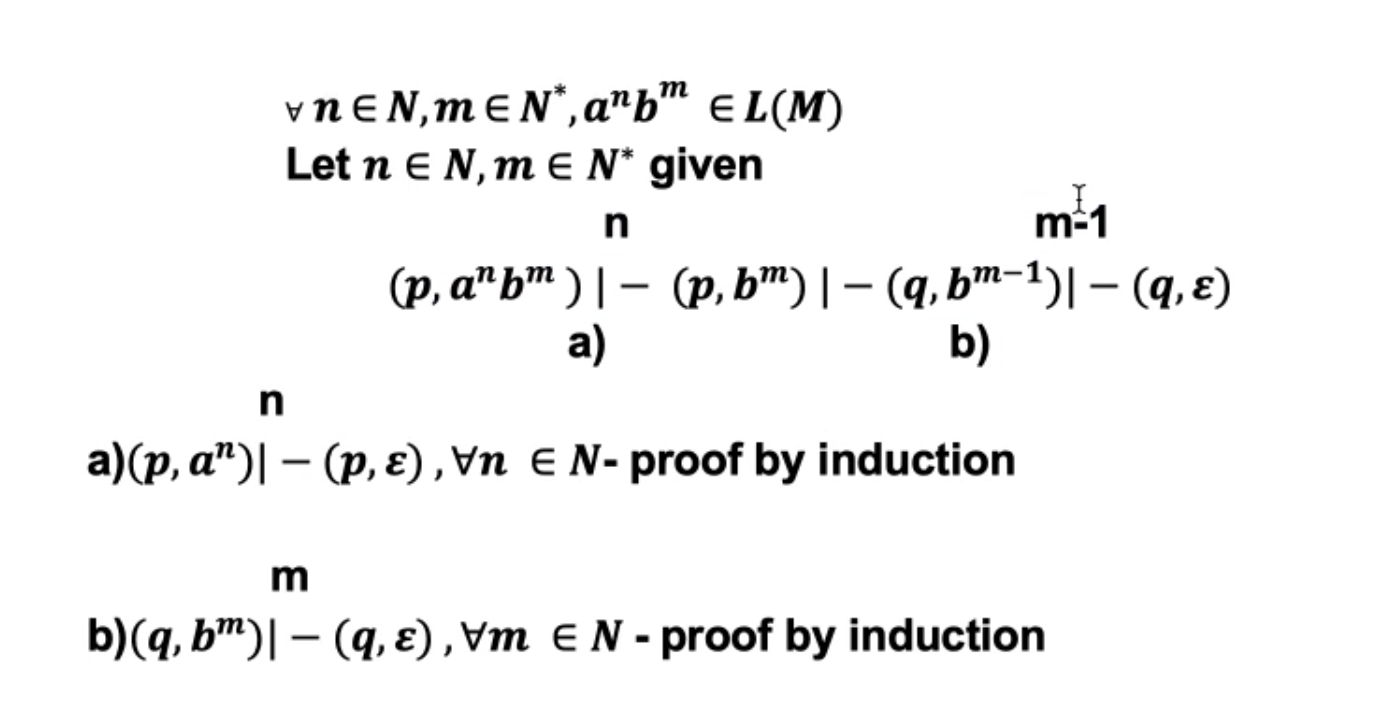 ∀ n ∈ N, m ∈ N*, aⁿbᵐ ∈ L(M)
Let n ∈ N, m ∈ N* given
n m-1
(p, aⁿbᵐ ) | − (p, bᵐ) | − (q, bᵐ⁻¹)| − (q, ε)
a) b)
n
a)(p, aⁿ)| − (p, ε) , ∀n ∈ N- proof by induction
m
b)(q, bᵐ)| − (q, ε) , ∀m ∈ N - proof by induction